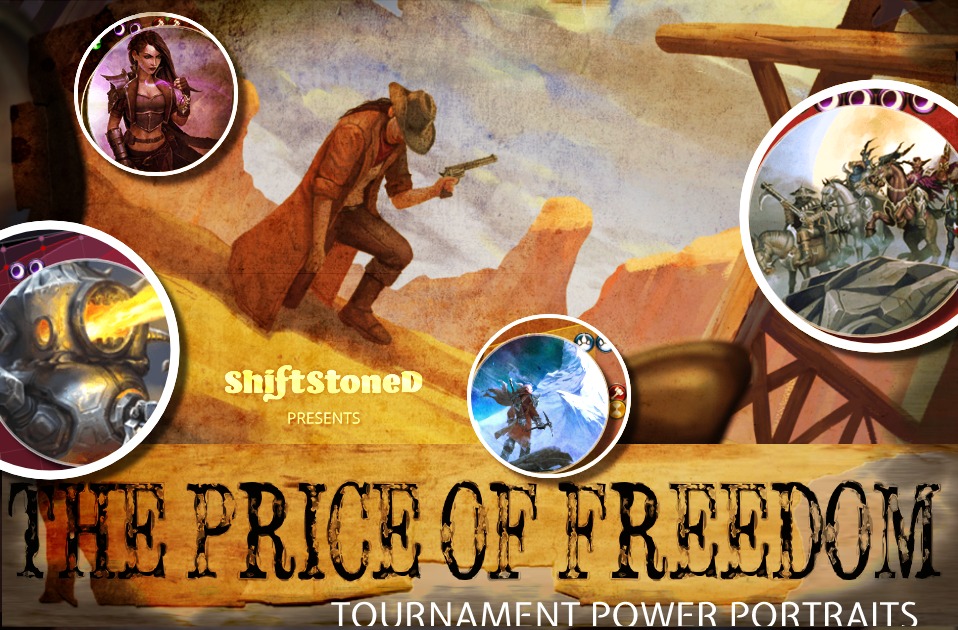 ShiftStoneD
PRESENTS
THE PRICE OF FREEDOM
TOURNAMENT POWER PORTRAITS